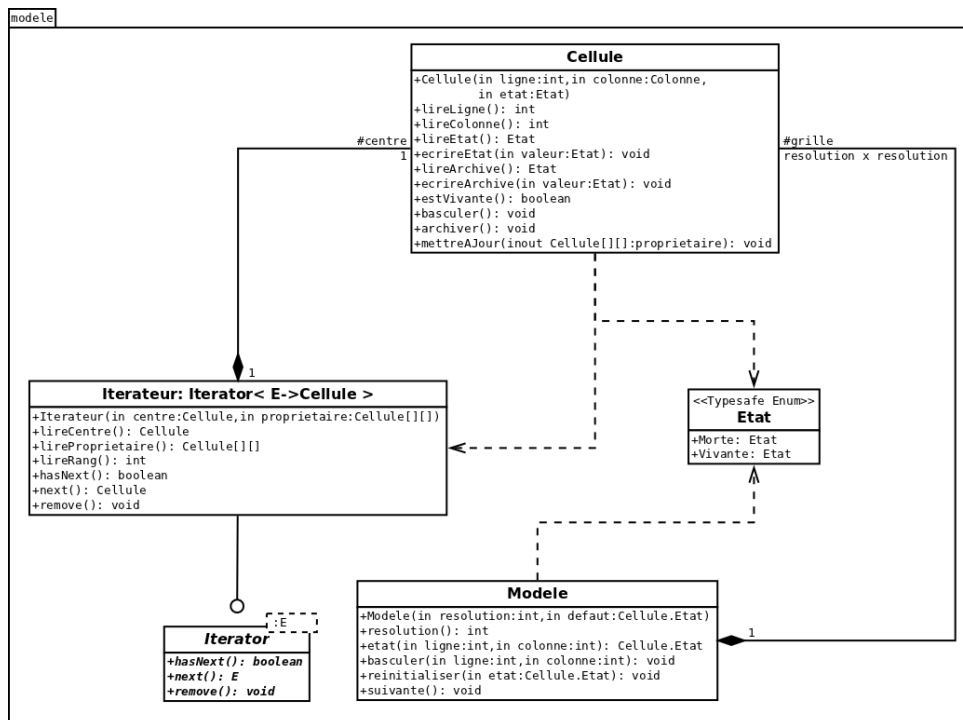 modele
Cellule
+Cellule(in ligne:int,in colonne:Colonne,
in etat:Etat)
+lireLigne(): int
+lireColonne(): int
+lireEtat(): Etat
+ecrireEtat(in valeur:Etat): void
+lireArchive(): Etat
+ecrireArchive(in valeur:Etat): void
+estVivante(): boolean
+basculer(): void
+archiver(): void
+mettreAJour(inout Cellule[][]:proprietaire): void
#centre
1
#grille
resolution x resolution
1
Iterateur: Iterator< E->Cellule >
+Iterateur(in centre:Cellule,in proprietaire:Cellule[][])
+lireCentre(): Cellule
+lireProprietaire(): Cellule[][]
+lireRang(): int
+hasNext(): boolean
+next(): Cellule
+remove(): void
<<Typesafe Enum>>
Etat
+Morte: Etat
+Vivante: Etat
:E
Iterator
+hasNext(): boolean
+next(): E
+remove(): void
Modele
+Modele(in resolution:int,in defaut:Cellule.Etat)
+resolution(): int
+etat(in ligne:int,in colonne:int): Cellule.Etat
+basculer(in ligne:int,in colonne:int): void
+reinitialiser(in etat:Cellule.Etat): void
+suivante(): void
1